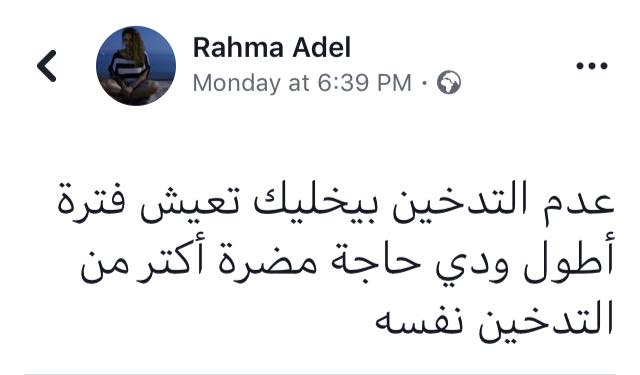 Rahma Adel
Monday at 6:39 PM ·
عدم التدخين بيخليك تعيش فترة
أطول ودي حاجة مضرة أكتر من
التدخين نفسه